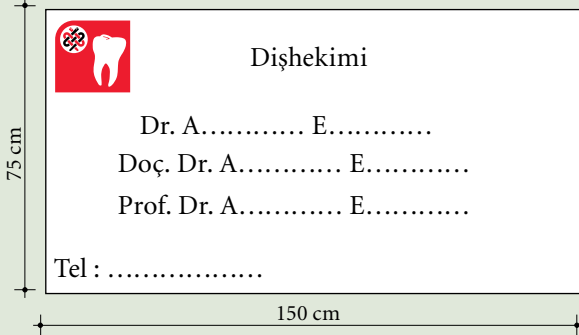 Dişhekimi
Dr. A………… E…………
Doç. Dr. A………… E…………
Prof. Dr. A………… E…………
Tel : ………………
75 cm
150 cm